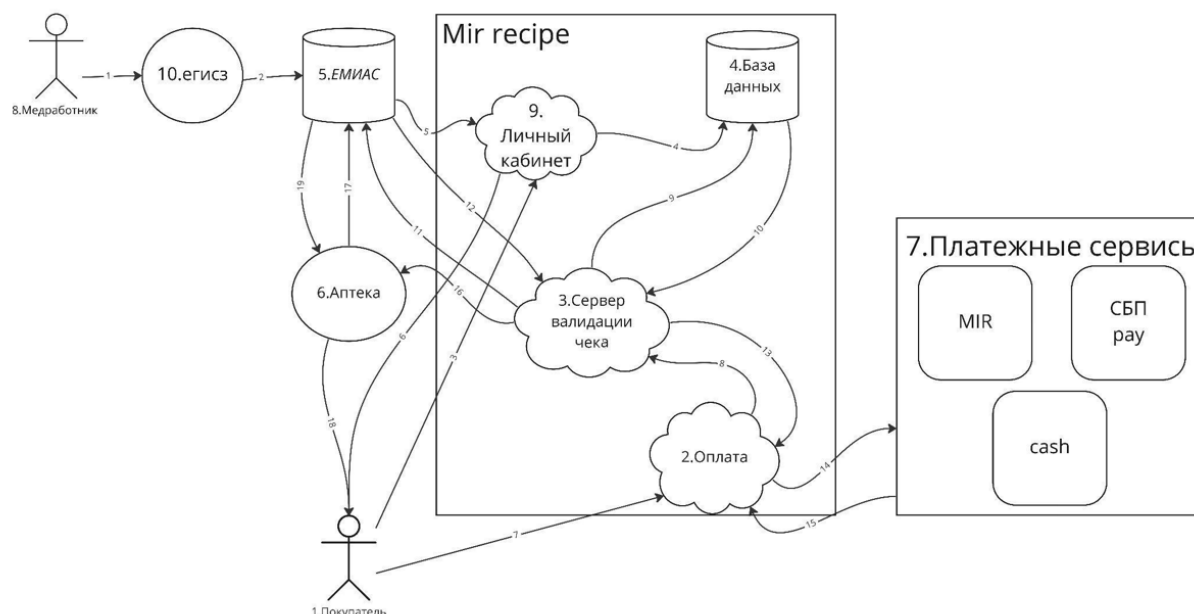 Mir recipe
8.Медработник
1
10.егисз
2
5.ЕМИАС
5
9.
Личный
кабинет
4
4.База
данных
19
17
12
11
9
10
6.Аптека
16
3.Сервер
валидации
чека
13
8
6
3
18
2.Оплата
14
15
7
7.Платежные сервисы
MIR
СБП
pay
cash
1.Покупатель